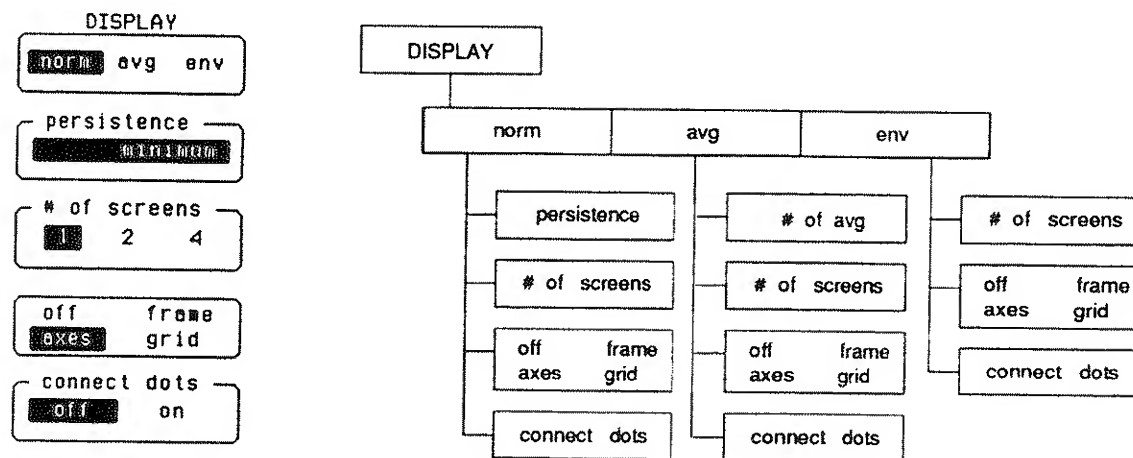 DISPLAY
norm avg env
persistence
minimum
# of screens
1 2 4
off frame
axes grid
connect dots
off on
DISPLAY
norm avg env
persistence
# of screens
off frame
axes grid
connect dots
# of avg
# of screens
off frame
axes grid
connect dots
# of screens
off frame
axes grid
connect dots